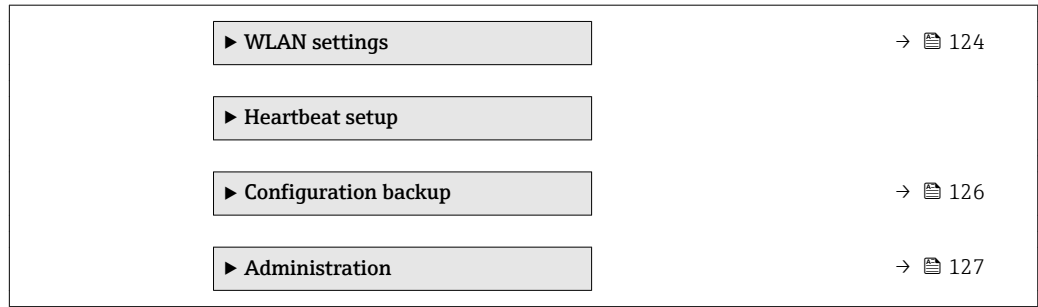 ▶ WLAN settings → 124
▶ Heartbeat setup
▶ Configuration backup → 126
▶ Administration → 127